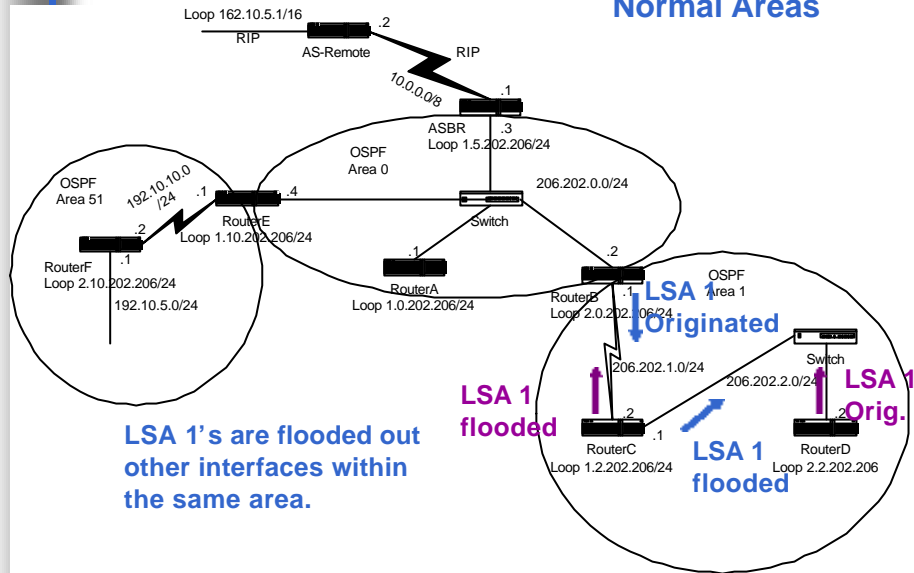 Normal Areas
Loop 162.10.5.1/16
RIP
.2
AS-Remote
RIP
10.0.0.0/8
.1
ASBR
.3
Loop 1.5.202.206/24
OSPF
Area 0
206.202.0.0/24
OSPF
Area 51
192.10.10.0
/24
.1
.4
RouterE
Loop 1.10.202.206/24
Switch
.2
.1
RouterF
Loop 2.10.202.206/24
192.10.5.0/24
.1
RouterA
Loop 1.0.202.206/24
.2
RouterB
.1
Loop 2.0.202.206/24
OSPF
Area 1
LSA 1
Originated
Switch
206.202.1.0/24
206.202.2.0/24
LSA 1
flooded
LSA 1
Orig.
.2
.1
RouterC
Loop 1.2.202.206/24
LSA 1
flooded
.2
RouterD
Loop 2.2.202.206
LSA 1's are flooded out
other interfaces within
the same area.